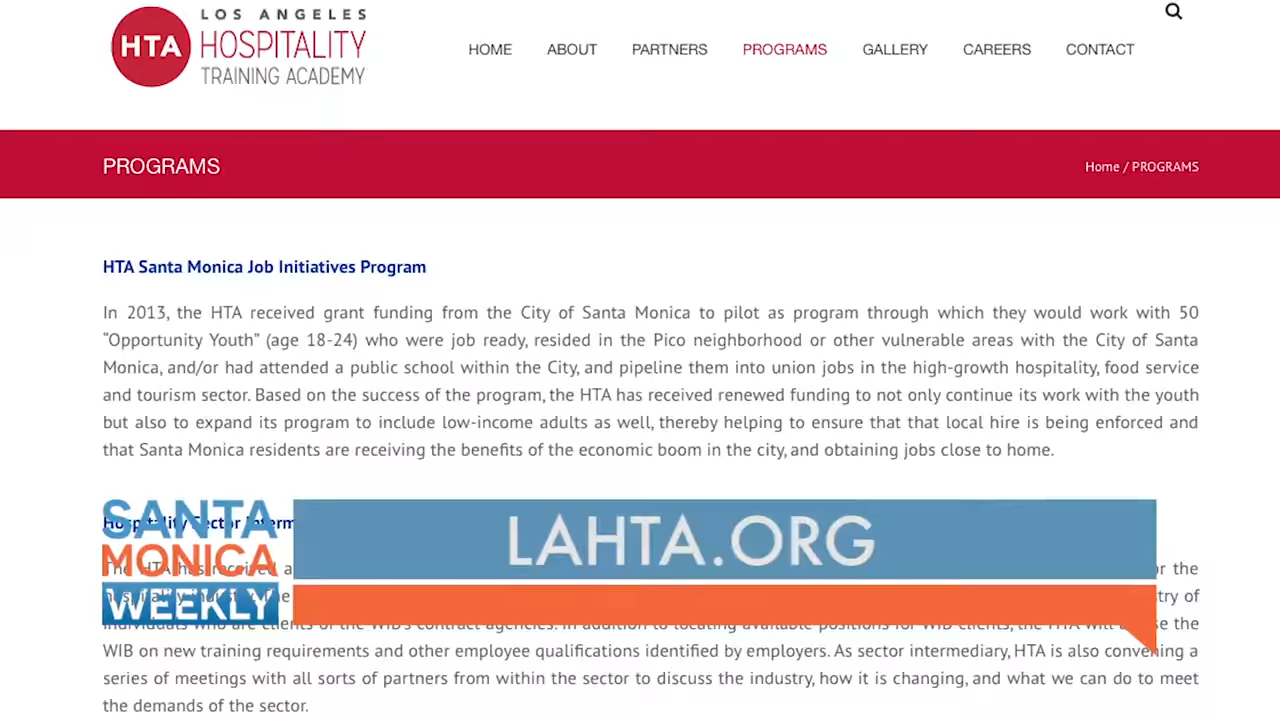 LOS ANGELES
HTA HOSPITALITY
TRAINING ACADEMY
HOME ABOUT PARTNERS PROGRAMS GALLERY CAREERS CONTACT
PROGRAMS
Home / PROGRAMS
HTA Santa Monica Job Initiatives Program
In 2013, the HTA received grant funding from the City of Santa Monica to pilot as program through which they would work with 50
“Opportunity Youth” (age 18-24) who were job ready, resided in the Pico neighborhood or other vulnerable areas with the City of Santa
Monica, and/or had attended a public school within the City, and pipeline them into union jobs in the high-growth hospitality, food service
and tourism sector. Based on the success of the program, the HTA has received renewed funding to not only continue its work with the youth
but also to expand its program to include low-income adults as well, thereby helping to ensure that that local hire is being enforced and
that Santa Monica residents are receiving the benefits of the economic boom in the city, and obtaining jobs close to home.
Hospitality Sector
SANTA
MONICA
WEEKLY
LAHTA.ORG
The HTA has received the
hospitality The of
individuals who are clients of the WIB's contract agencies. In addition to locating available positions for WIB clients, the HTA will the
WIB on new training requirements and other employee qualifications identified by employers. As sector intermediary, HTA is also convening a
series of meetings with all sorts of partners from within the sector to discuss the industry, how it is changing, and what we can do to meet
the demands of the sector.